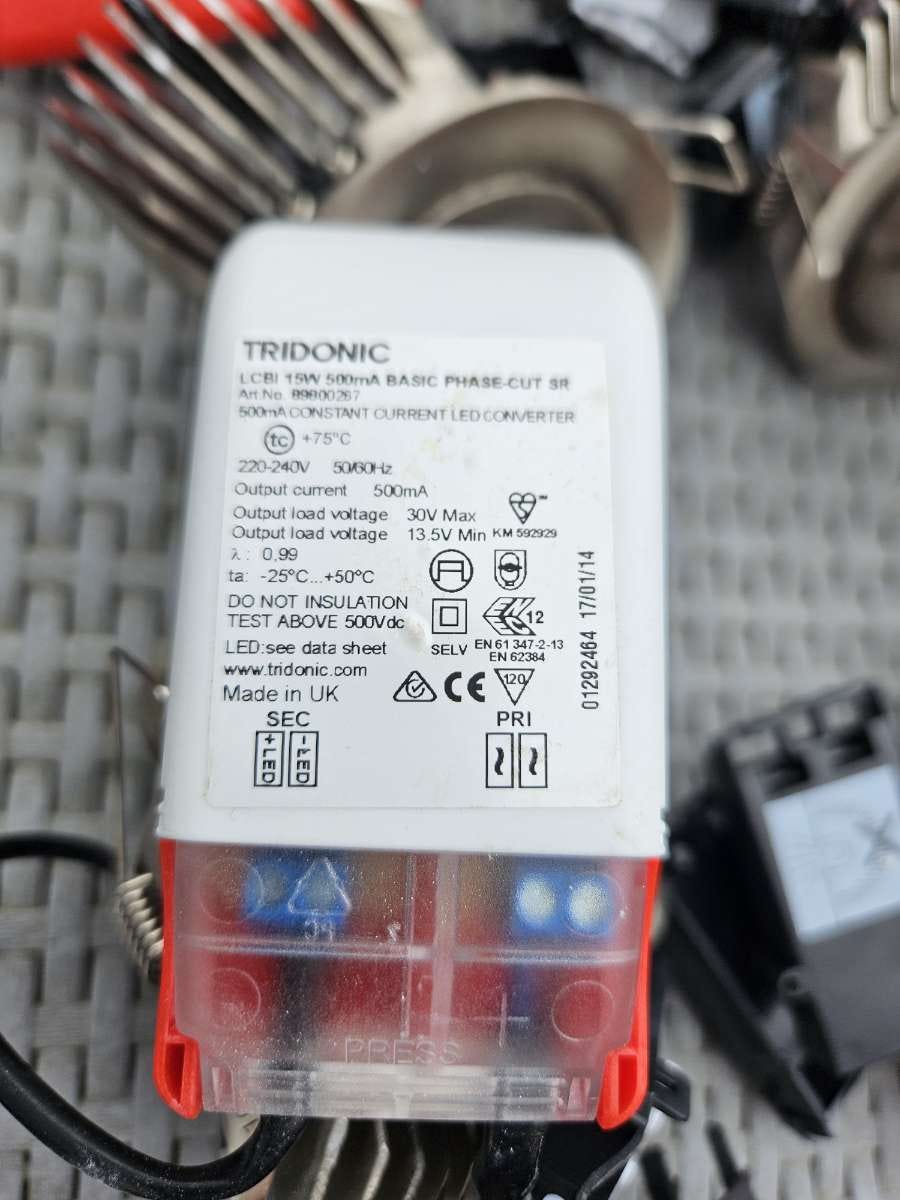 TRIDONIC
LCBI 15W 500mA BASIC PHASE-CUT SR
Art.No. 89800267
500mA CONSTANT CURRENT LED CONVERTER
tc +75°C
220-240V 50/60Hz
Output current 500mA
Output load voltage 30V Max
Output load voltage 13.5V Min KM 592929
λ : 0,99
ta: -25°C...+50°C
DO NOT INSULATION
TEST ABOVE 500Vdc
12
LED:see data sheet
SELV EN 61 347-2-13
EN 62384
www.tridonic.com
Made in UK
CE 120
01292464 17/01/14
SEC PRI
+LED -LED ~ ~
PRESS